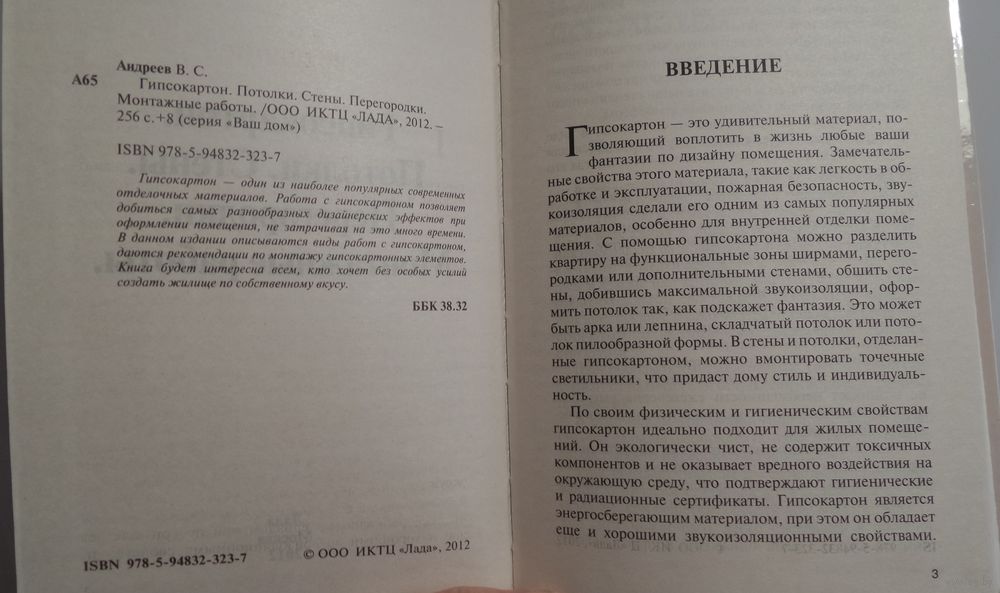 Андреев В. С.
А65
Гипсокартон. Потолки. Стены. Перегородки.
Монтажные работы. /ООО ИКТЦ «ЛАДА», 2012. –
256 с.+8 (серия «Ваш дом»)
ISBN 978-5-94832-323-7
Гипсокартон — один из наиболее популярных современных
отделочных материалов. Работа с гипсокартоном позволяет
добиться самых разнообразных дизайнерских эффектов при
оформлении помещения, не затрачивая на это много времени.
В данном издании описываются виды работ с гипсокартоном,
даются рекомендации по монтажу гипсокартонных элементов.
Книга будет интересна всем, кто хочет без особых усилий
создать жилище по собственному вкусу.
ББК 38.32
ISBN 978-5-94832-323-7
© ООО ИКТЦ «Лада», 2012
ВВЕДЕНИЕ
Гипсокартон — это удивительный материал, по-
зволяющий воплотить в жизнь любые ваши
фантазии по дизайну помещения. Замечатель-
ные свойства этого материала, такие как легкость в об-
работке и эксплуатации, пожарная безопасность, зву-
коизоляция сделали его одним из самых популярных
материалов, особенно для внутренней отделки поме-
щения. С помощью гипсокартона можно разделить
квартиру на функциональные зоны ширмами, перего-
родками или дополнительными стенами, обшить сте-
ны, добившись максимальной звукоизоляции, офор-
мить потолок так, как подскажет фантазия. Это может
быть арка или лепнина, складчатый потолок или пото-
лок пилообразной формы. В стены и потолки, отделан-
ные гипсокартоном, можно вмонтировать точечные
светильники, что придаст дому стиль и индивидуаль-
ность.
По своим физическим и гигиеническим свойствам
гипсокартон идеально подходит для жилых помеще-
ний. Он экологически чист, не содержит токсичных
компонентов и не оказывает вредного воздействия на
окружающую среду, что подтверждают гигиенические
и радиационные сертификаты. Гипсокартон является
энергосберегающим материалом, при этом он обладает
еще и хорошими звукоизоляционными свойствами.
3